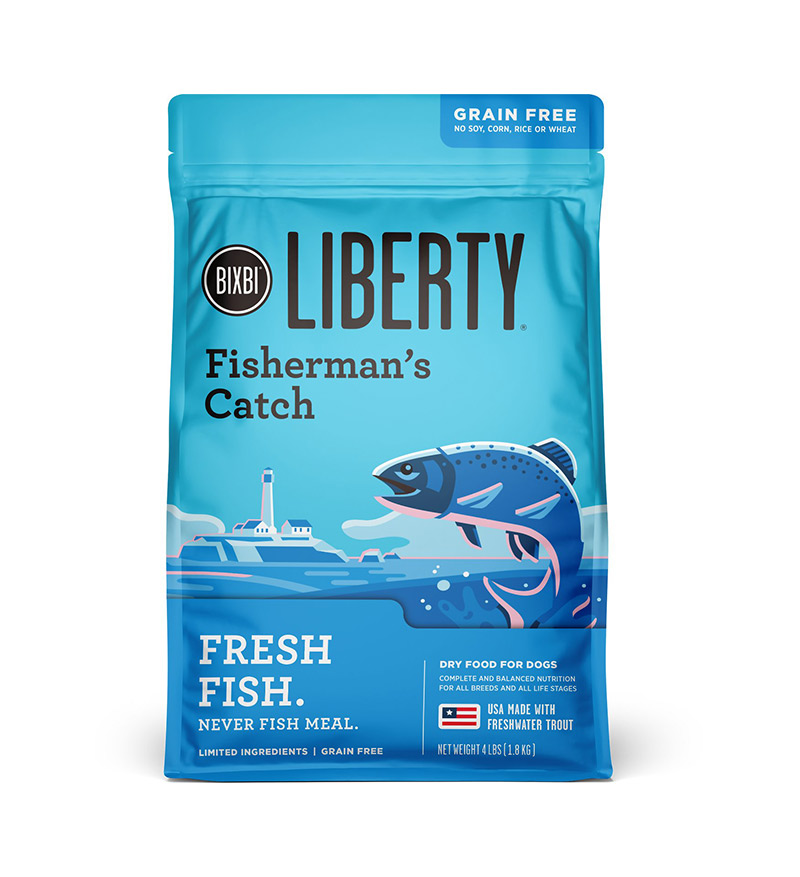 GRAIN FREE
NO SOY, CORN, RICE OR WHEAT
BIXBI
LIBERTY®
Fisherman's
Catch
FRESH
FISH.
NEVER FISH MEAL.
LIMITED INGREDIENTS | GRAIN FREE
DRY FOOD FOR DOGS
COMPLETE AND BALANCED NUTRITION
FOR ALL BREEDS AND ALL LIFE STAGES
USA MADE WITH
FRESHWATER TROUT
NET WEIGHT 4 LBS (1.8 KG)